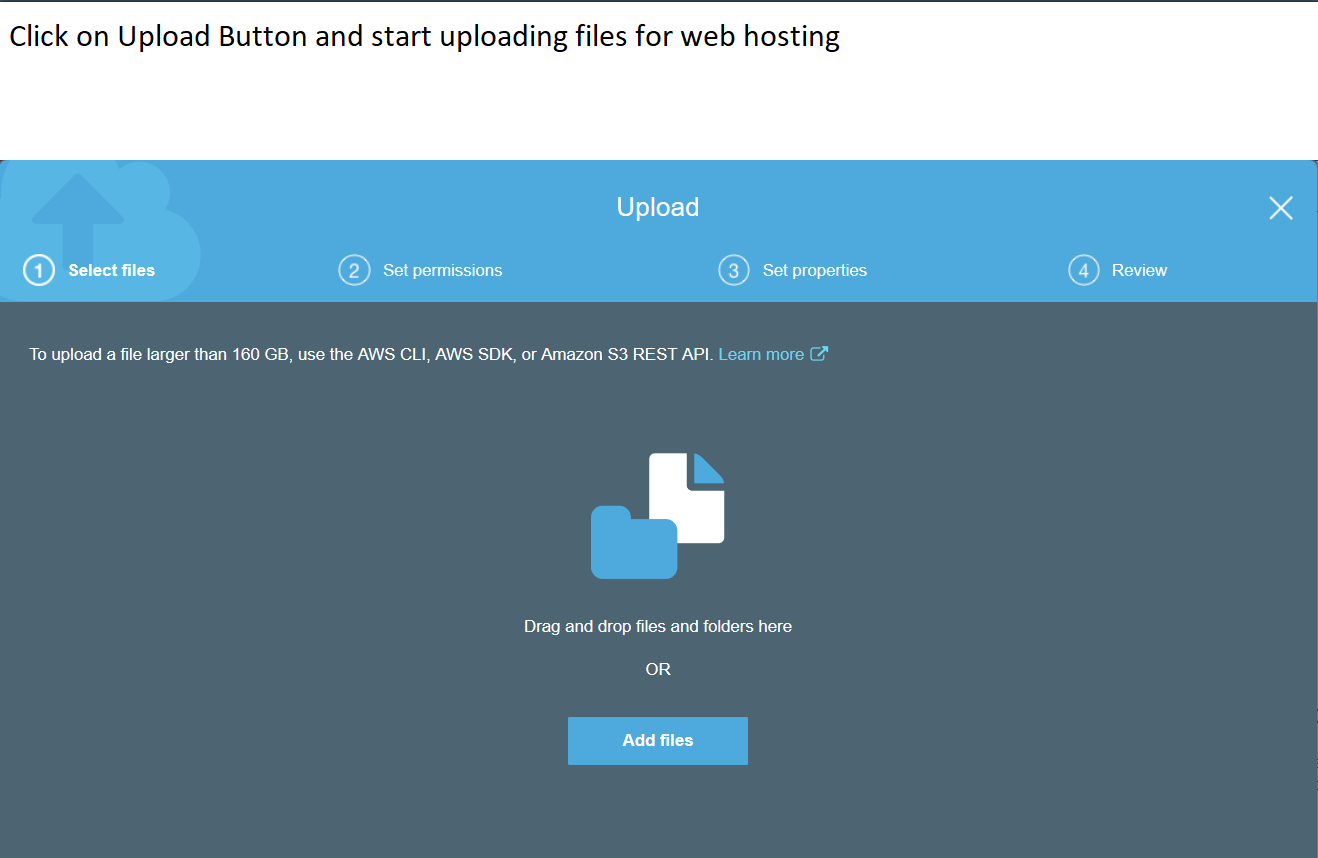 Click on Upload Button and start uploading files for web hosting
Upload
1 Select files 2 Set permissions 3 Set properties 4 Review
To upload a file larger than 160 GB, use the AWS CLI, AWS SDK, or Amazon S3 REST API. Learn more
Drag and drop files and folders here
OR
Add files